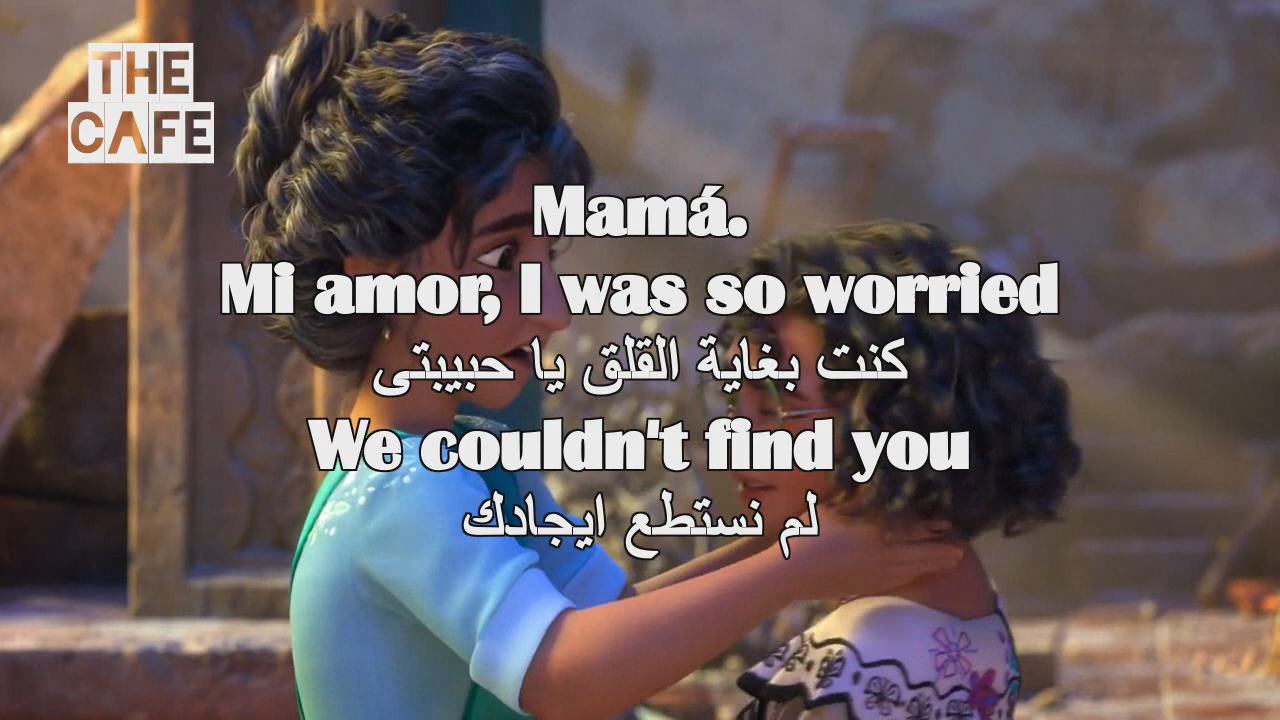 THE
CAFE
Mamá.
Mi amor, I was so worried
كنت بغاية القلق يا حبيبتى
We couldn't find you
لم نستطع ايجادك